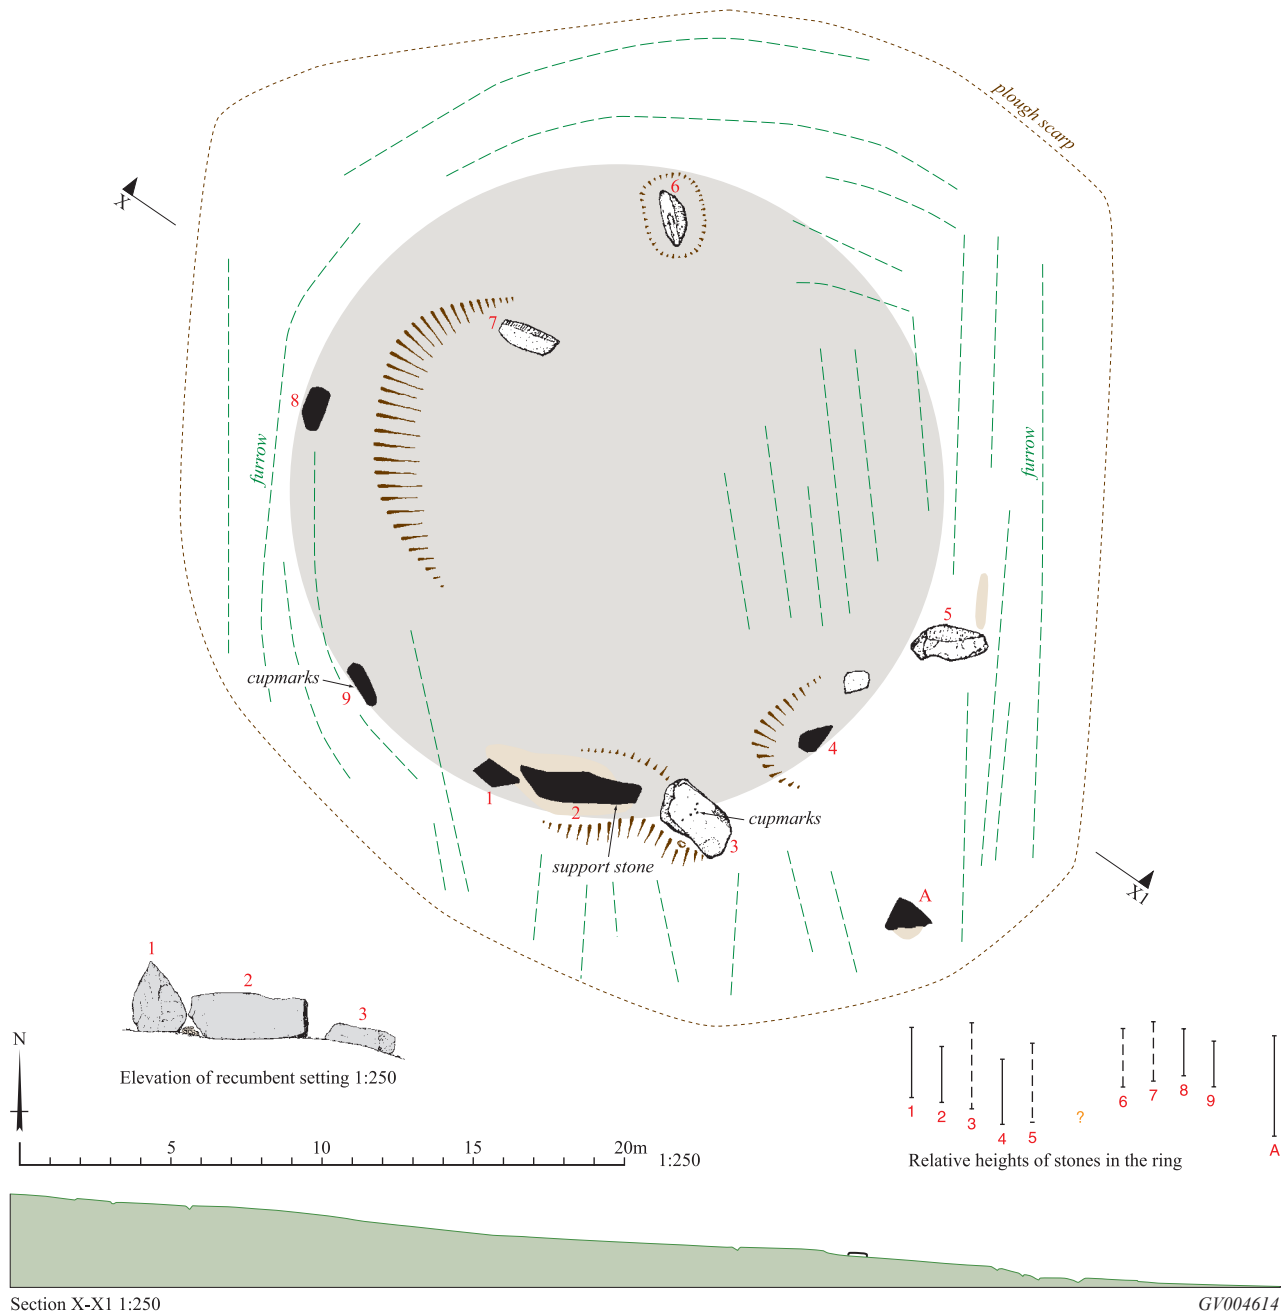 plough scarp
6
X
7
8
furrow
furrow
5
cupmarks
9
4
1
2
cupmarks
3
support stone
A
X1
1
2
3
Elevation of recumbent setting 1:250
N
5
10
15
20m
1:250
1
2
3
4
5
?
6
7
8
9
A
Relative heights of stones in the ring
Section X-X1 1:250
GV004614